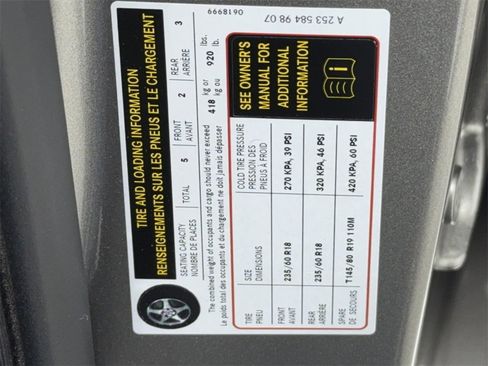 TIRE AND LOADING INFORMATION
RENSEIGNEMENTS SUR LES PNEUS ET LE CHARGEMENT
SEATING CAPACITY TOTAL 5 FRONT 2 REAR 3
NOMBRE DE PLACES AVANT ARRIÈRE
The combined weight of occupants and cargo should never exceed 418 kg or 920 lbs.
Le poids total des occupants et du chargement ne doit jamais dépasser kg ou lb.
TIRE SIZE COLD TIRE PRESSURE
PNEU DIMENSIONS PRESSION DES
PNEUS À FROID
FRONT 235/60 R18 270 KPA, 39 PSI
AVANT
REAR 235/60 R18 320 KPA, 46 PSI
ARRIÈRE
SPARE T145/80 R19 110M 420 KPA, 60 PSI
DE SECOURS
SEE OWNER'S
MANUAL FOR
ADDITIONAL
INFORMATION
0618999
A 253 584 98 07